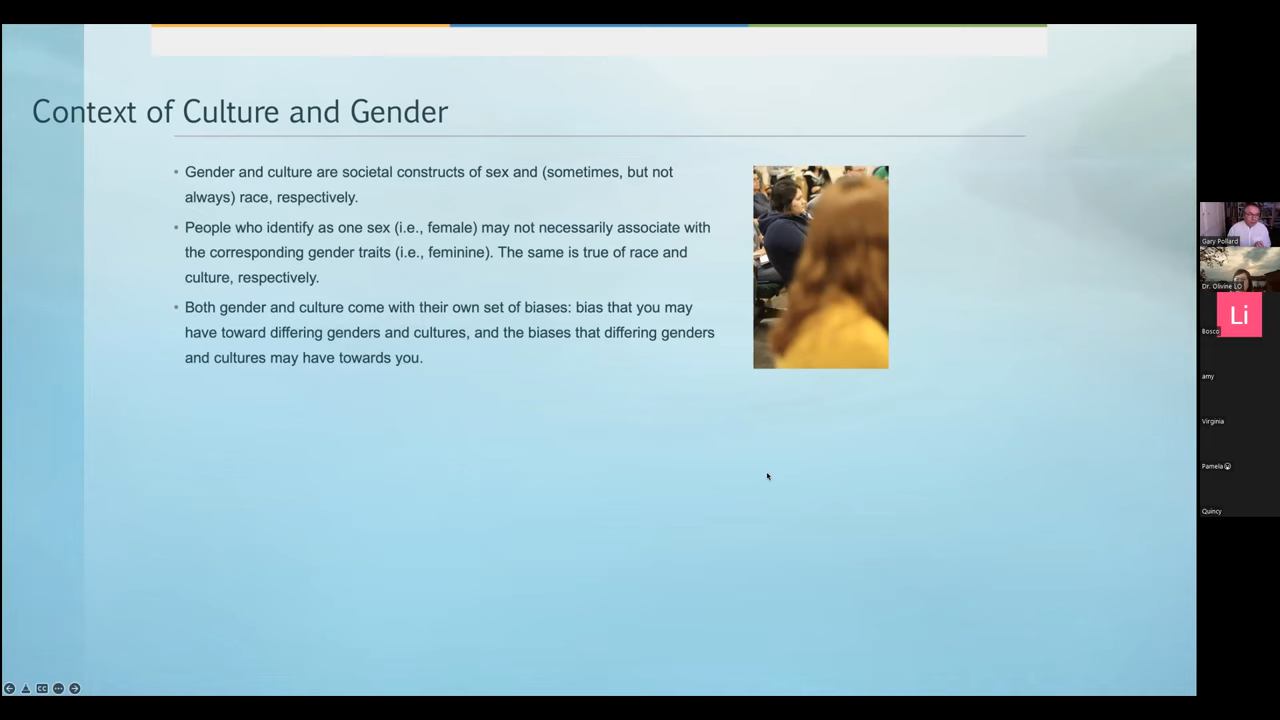 Context of Culture and Gender
• Gender and culture are societal constructs of sex and (sometimes, but not
always) race, respectively.
• People who identify as one sex (i.e., female) may not necessarily associate with
the corresponding gender traits (i.e., feminine). The same is true of race and
culture, respectively.
• Both gender and culture come with their own set of biases: bias that you may
have toward differing genders and cultures, and the biases that differing genders
and cultures may have towards you.
Gary Pollard
Dr. Olivine LO
Li
Bosco
amy
Virginia
Pamela
Quincy
CC